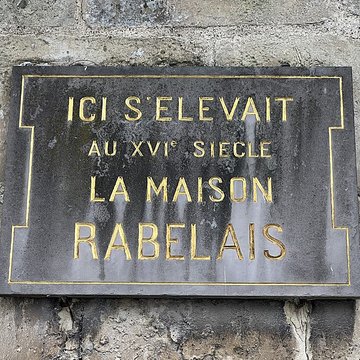 ICI S'ELEVAIT
AU XVIe SIECLE
LA MAISON
RABELAIS